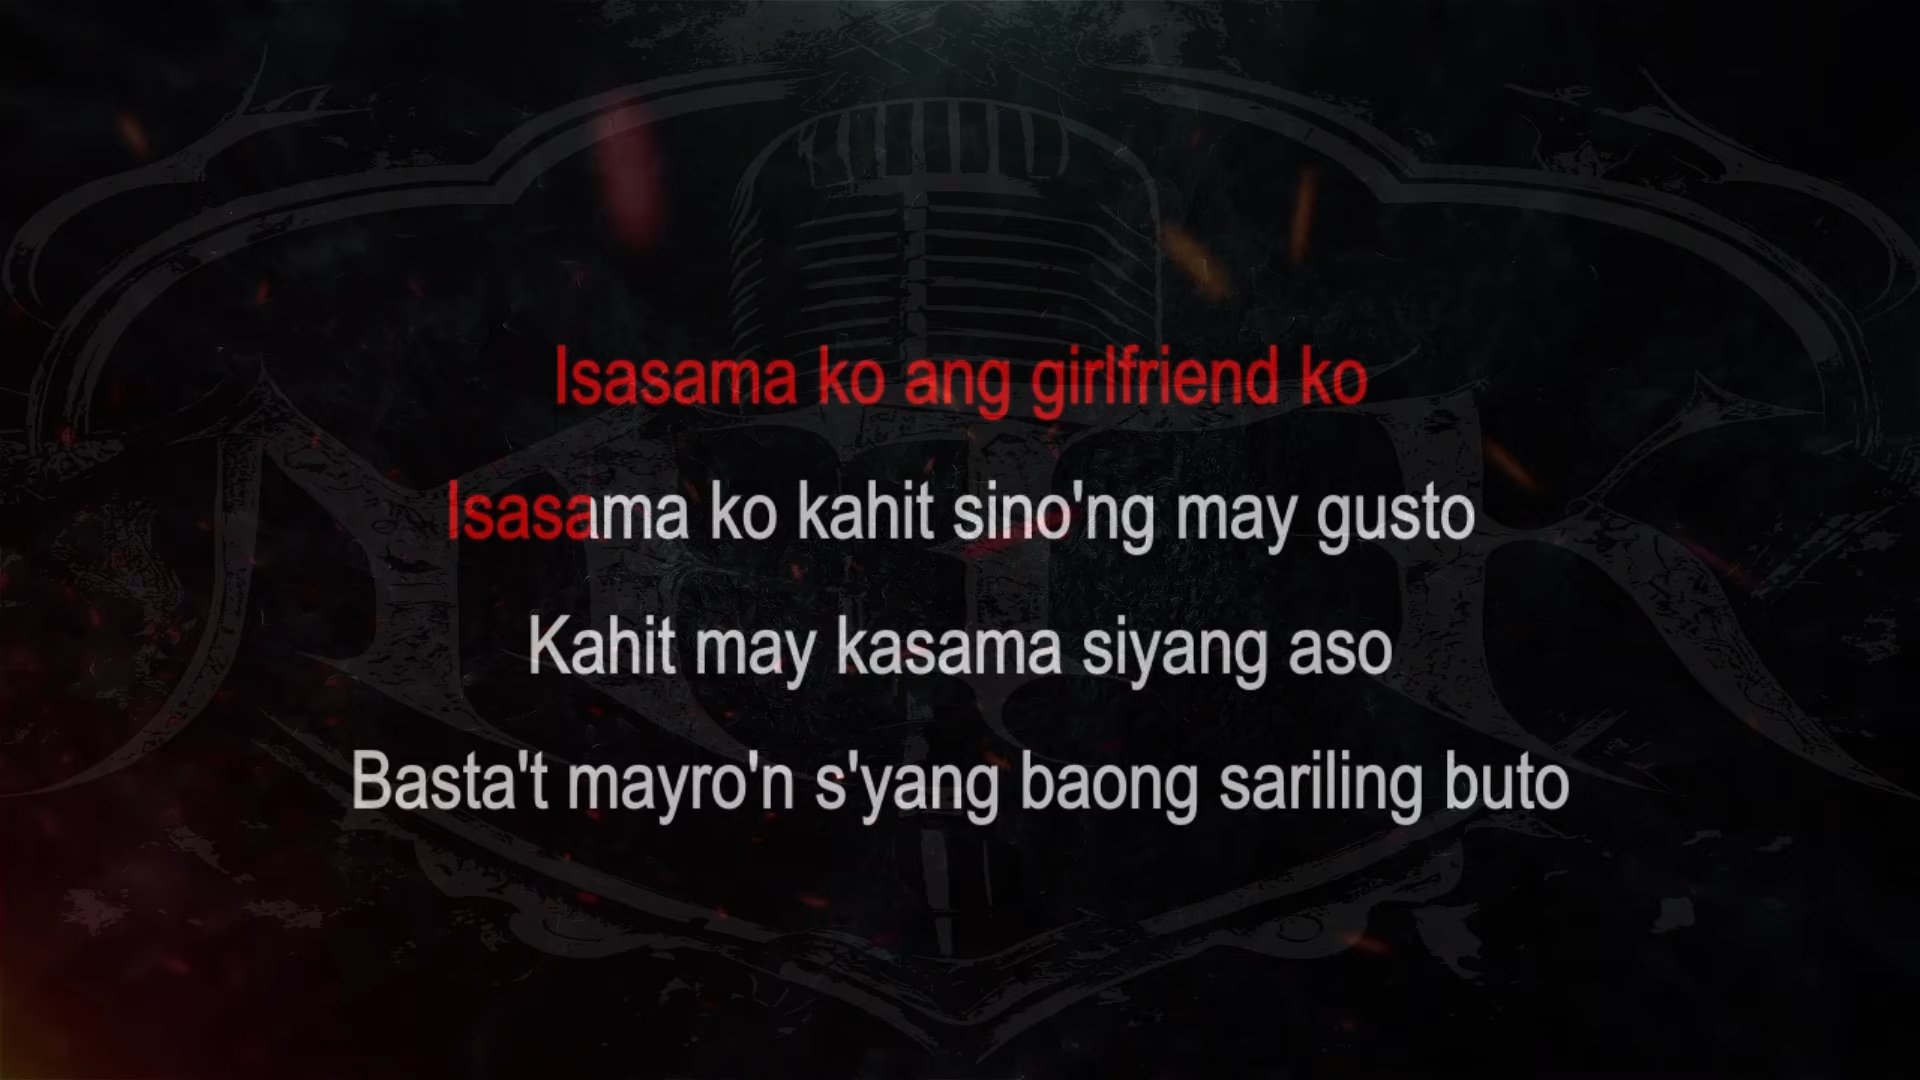 Isasama ko ang girlfriend ko
Isasama ko kahit sino'ng may gusto
Kahit may kasama siyang aso
Basta't mayro'n s'yang baong sariling buto